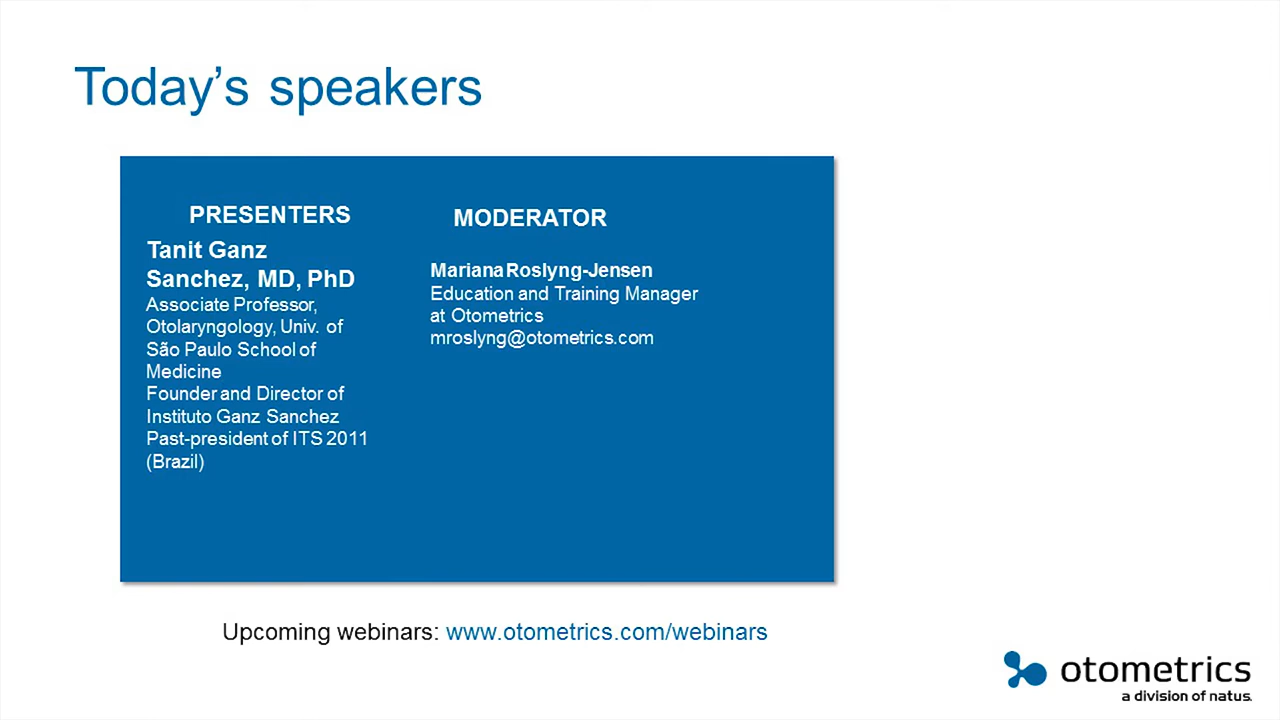 Today's speakers
PRESENTERS
Tanit Ganz
Sanchez, MD, PhD
Associate Professor,
Otolaryngology, Univ. of
São Paulo School of
Medicine
Founder and Director of
Instituto Ganz Sanchez
Past-president of ITS 2011
(Brazil)
MODERATOR
Mariana Roslyng-Jensen
Education and Training Manager
at Otometrics
mroslyng@otometrics.com
Upcoming webinars: www.otometrics.com/webinars
otometrics
a division of natus.